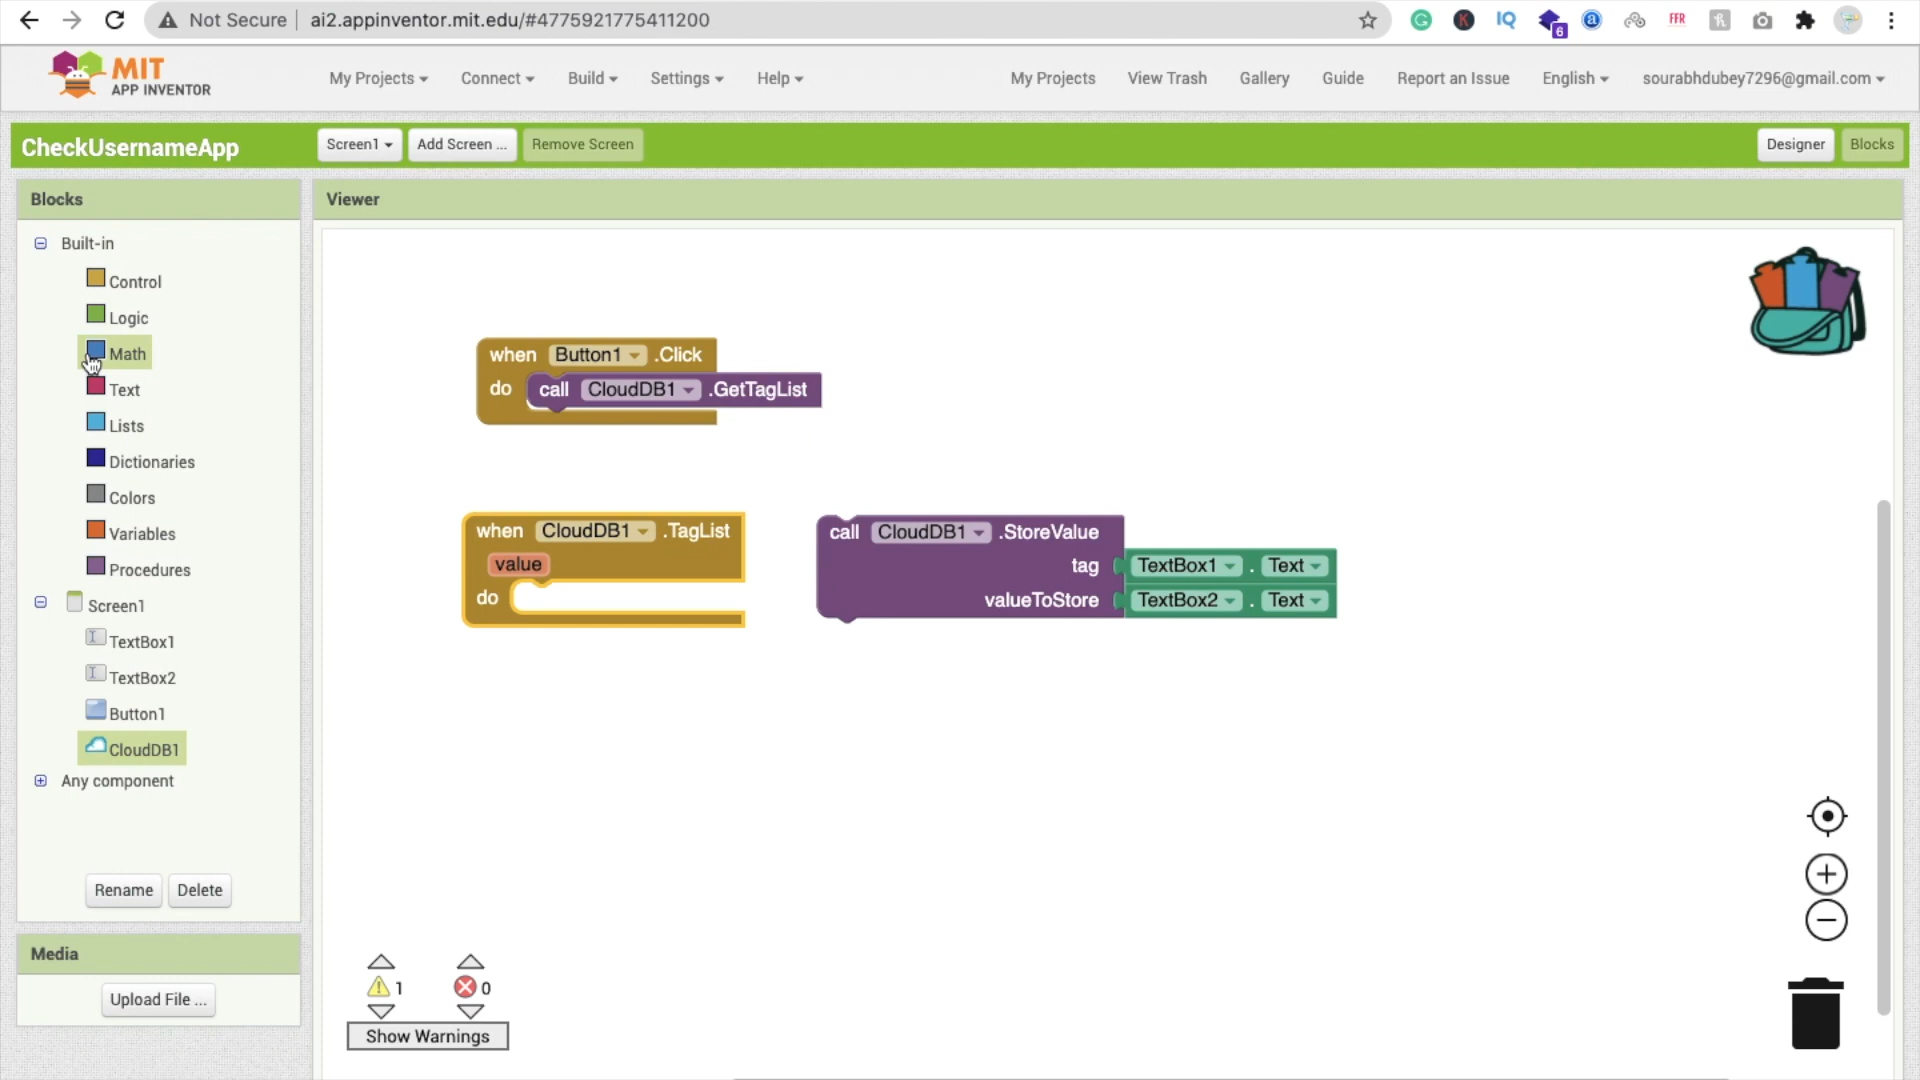 Not Secure ai2.appinventor.mit.edu/#4775921775411200
6
FFR
IQ
K
MIT
APP INVENTOR
My Projects Connect Build Settings Help My Projects View Trash Gallery Guide Report an Issue English sourabhdubey7296@gmail.com
CheckUsernameApp Screen1 Add Screen ... Remove Screen Designer Blocks
Blocks
Viewer
Built-in
Control
Logic
Math
Text
Lists
Dictionaries
Colors
Variables
Procedures
Screen1
TextBox1
TextBox2
Button1
CloudDB1
Any component
Rename Delete
Media
Upload File ...
when Button1 .Click
do call CloudDB1 .GetTagList
when CloudDB1 .TagList
value
do
call CloudDB1 .StoreValue
tag TextBox1 . Text
valueToStore TextBox2 . Text
1 0
Show Warnings